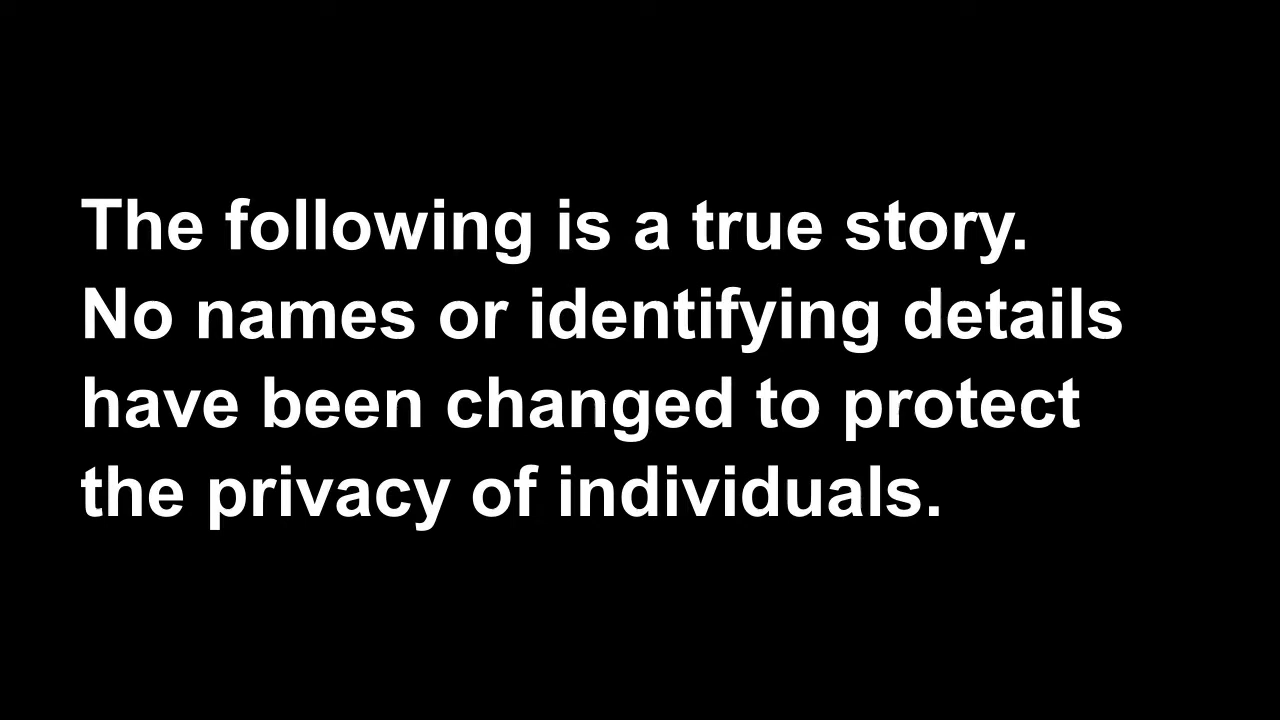 The following is a true story.
No names or identifying details
have been changed to protect
the privacy of individuals.